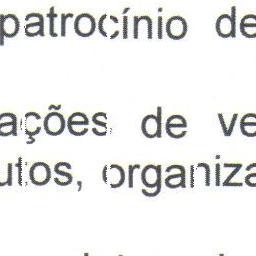 patrocínio de
ações de ve
utos, organiza